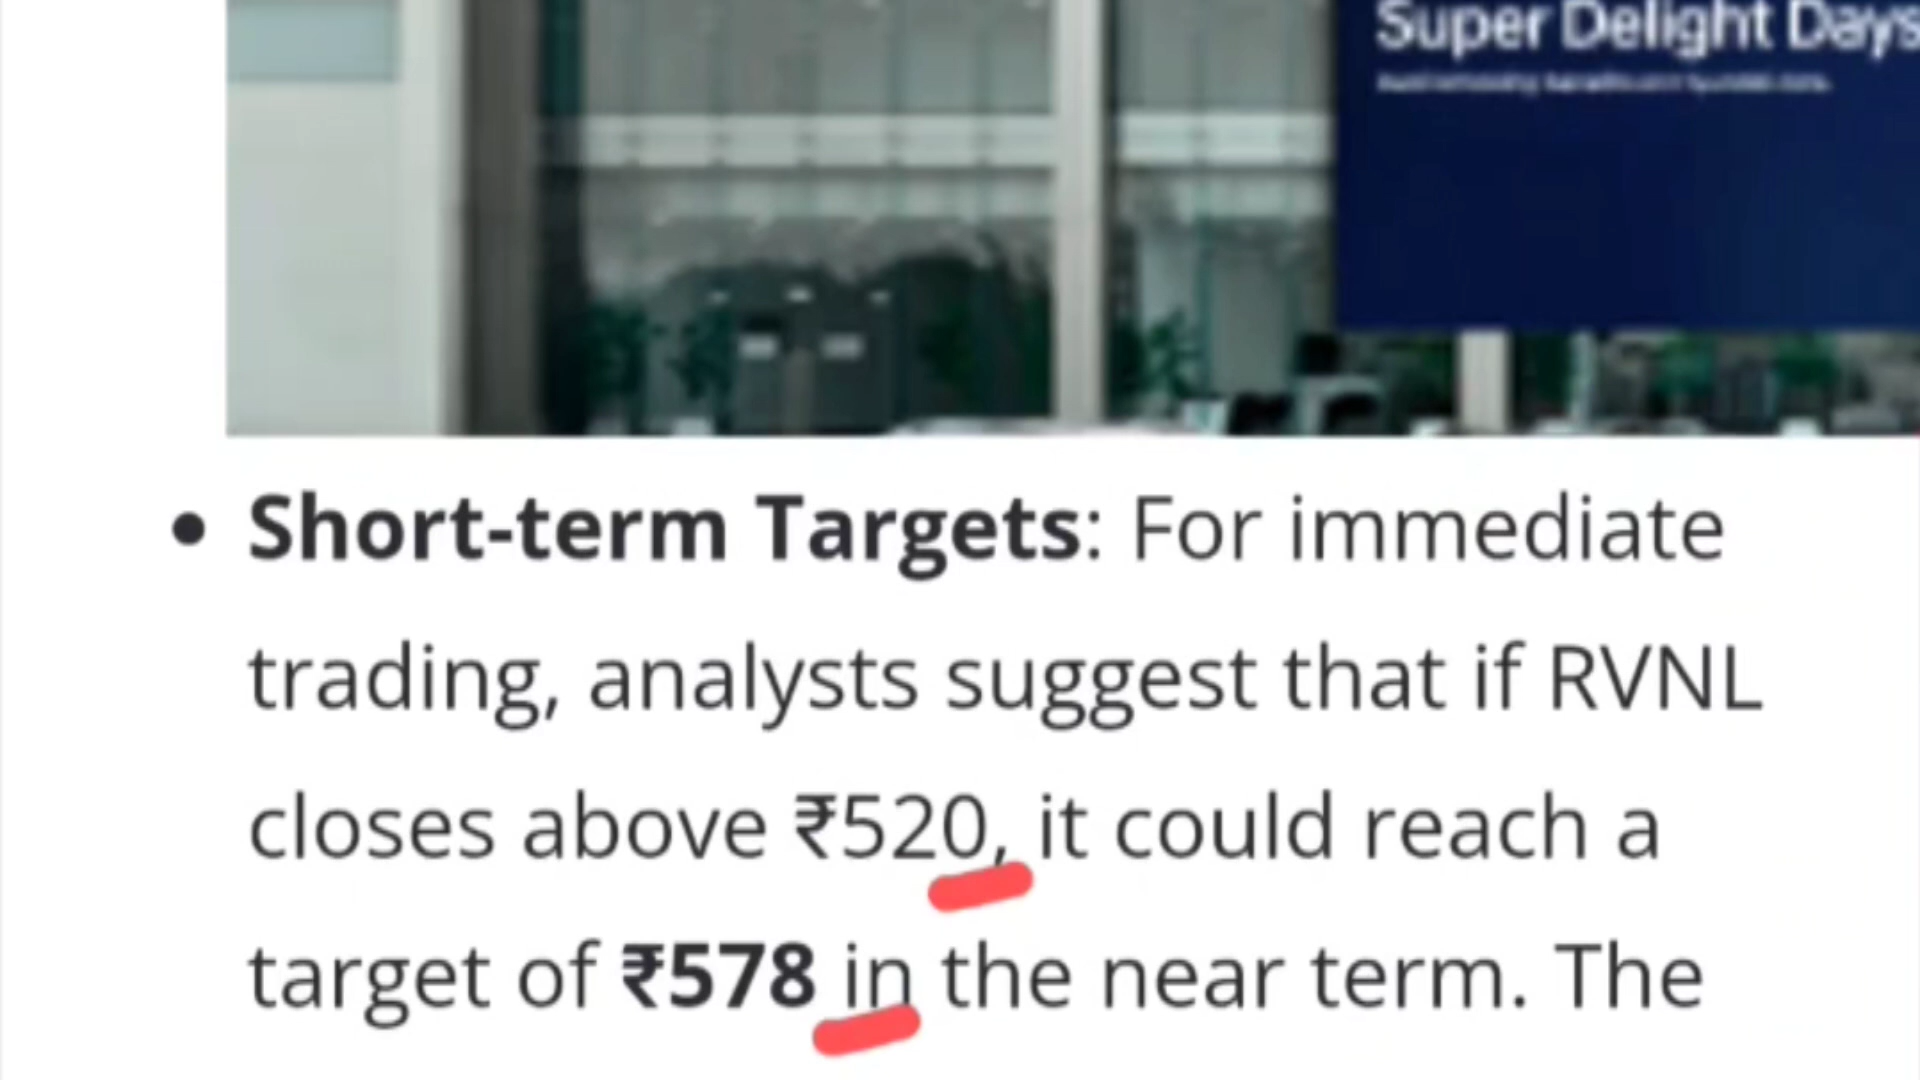 Super Delight Days
• Short-term Targets: For immediate
trading, analysts suggest that if RVNL
closes above ₹520, it could reach a
target of ₹578 in the near term. The